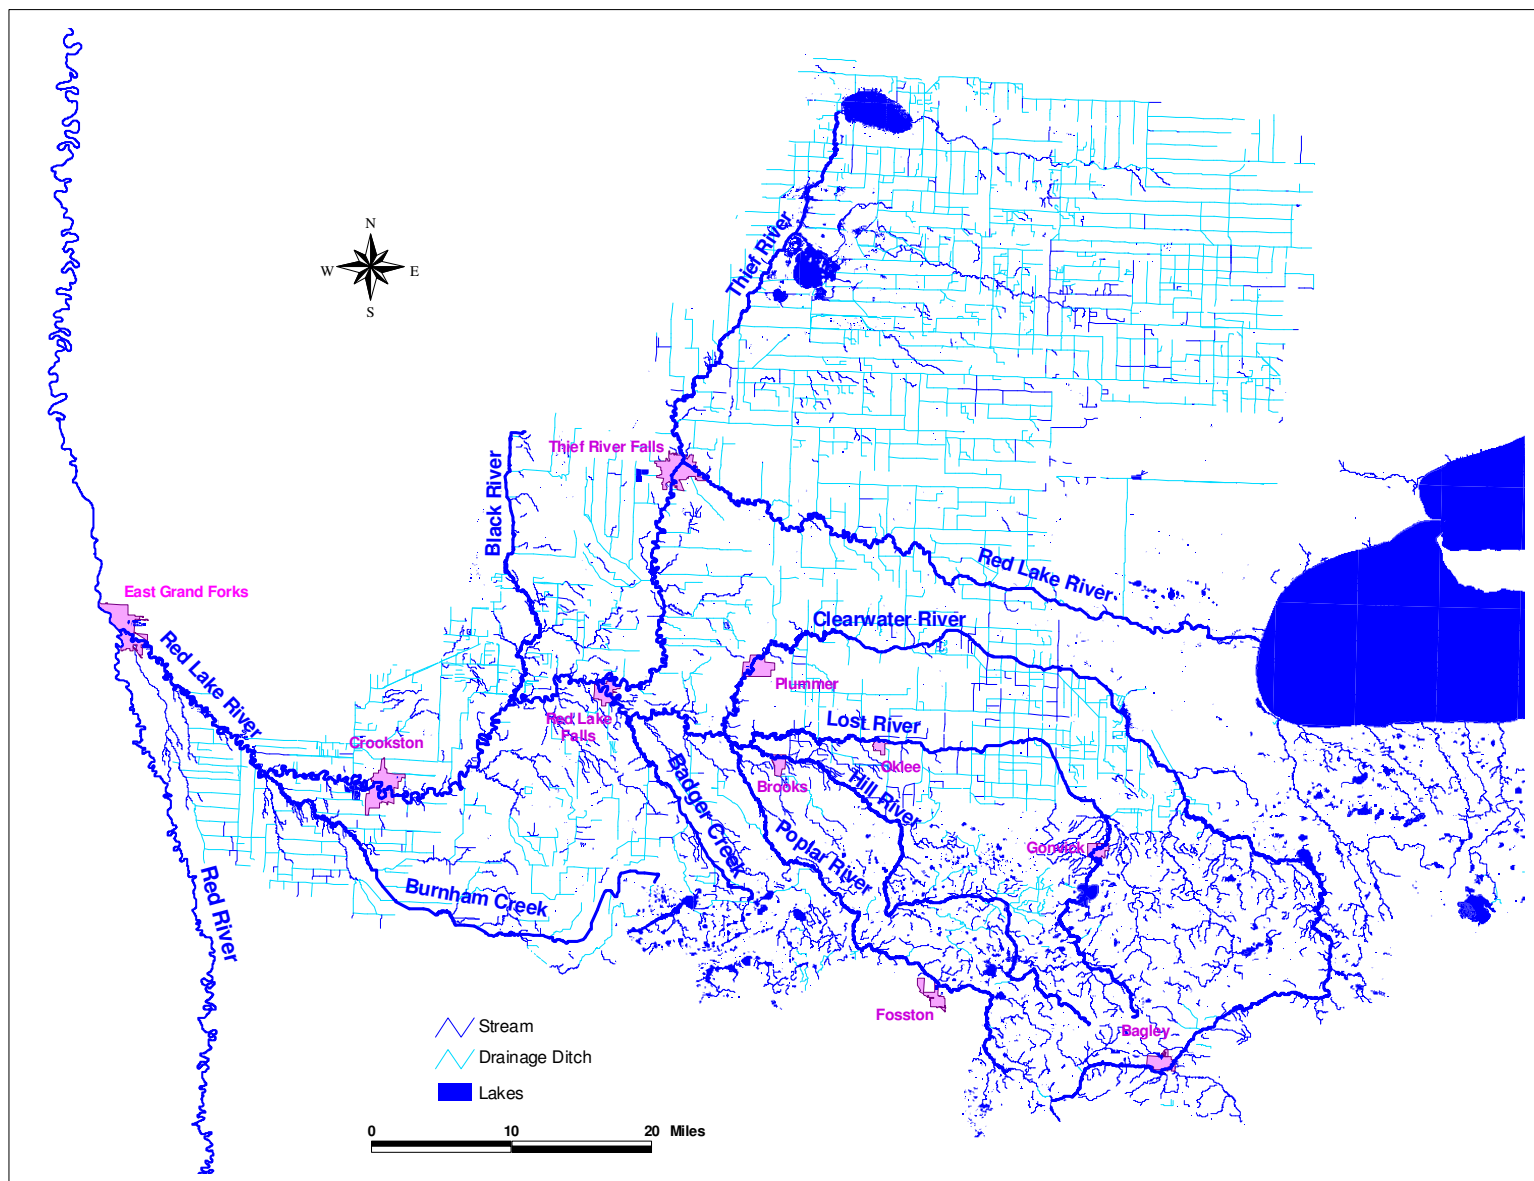 N
W
E
S
Thief River
Thief River Falls
Black River
Red Lake River
East Grand Forks
Clearwater River
Red Lake River
Plummer
Red Lake
Falls
Lost River
Crookston
Oklee
Brooks
Badger Creek
Hill River
Gonvick
Poplar River
Burnham Creek
Red River
Fosston
Stream
Bagley
Drainage Ditch
Lakes
0 10 20 Miles